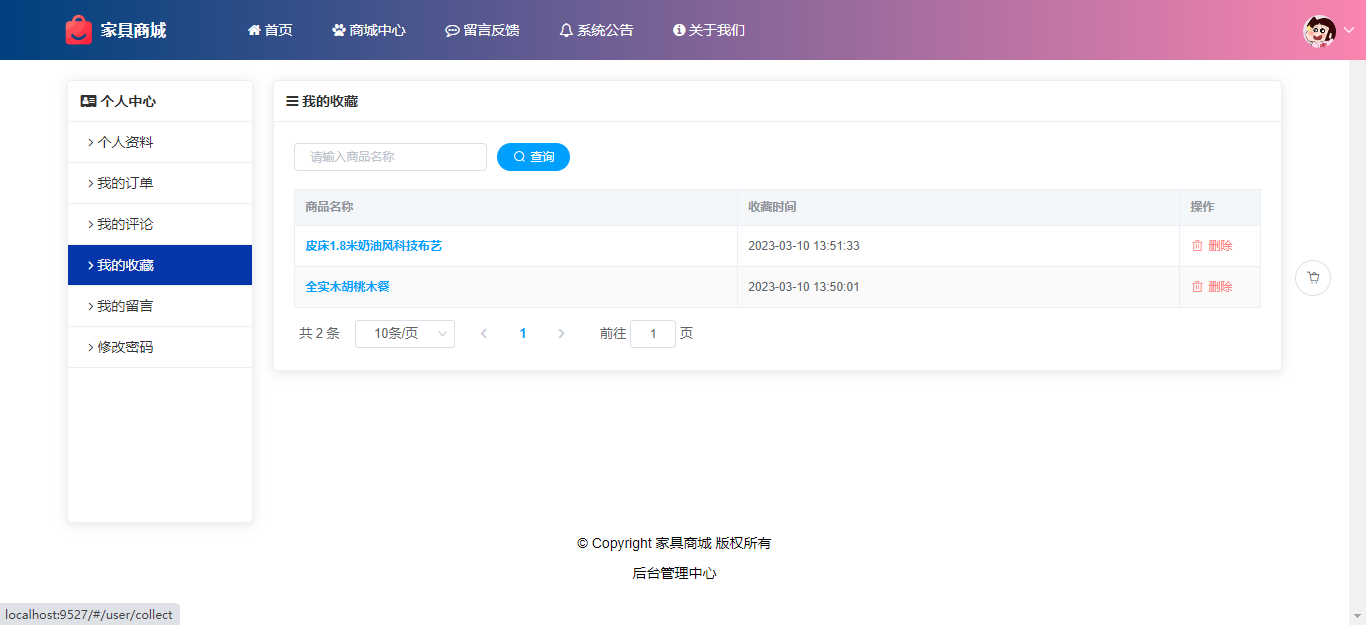 家具商城 首页 商城中心 留言反馈 系统公告 关于我们
个人中心
个人资料
我的订单
我的评论
我的收藏
我的留言
修改密码
我的收藏
请输入商品名称 查询
商品名称 收藏时间 操作
皮床1.8米奶油风科技布艺 2023-03-10 13:51:33 删除
全实木胡桃木餐 2023-03-10 13:50:01 删除
共 2 条 10条/页 1 前往 1 页
© Copyright 家具商城 版权所有
后台管理中心
localhost:9527/#/user/collect